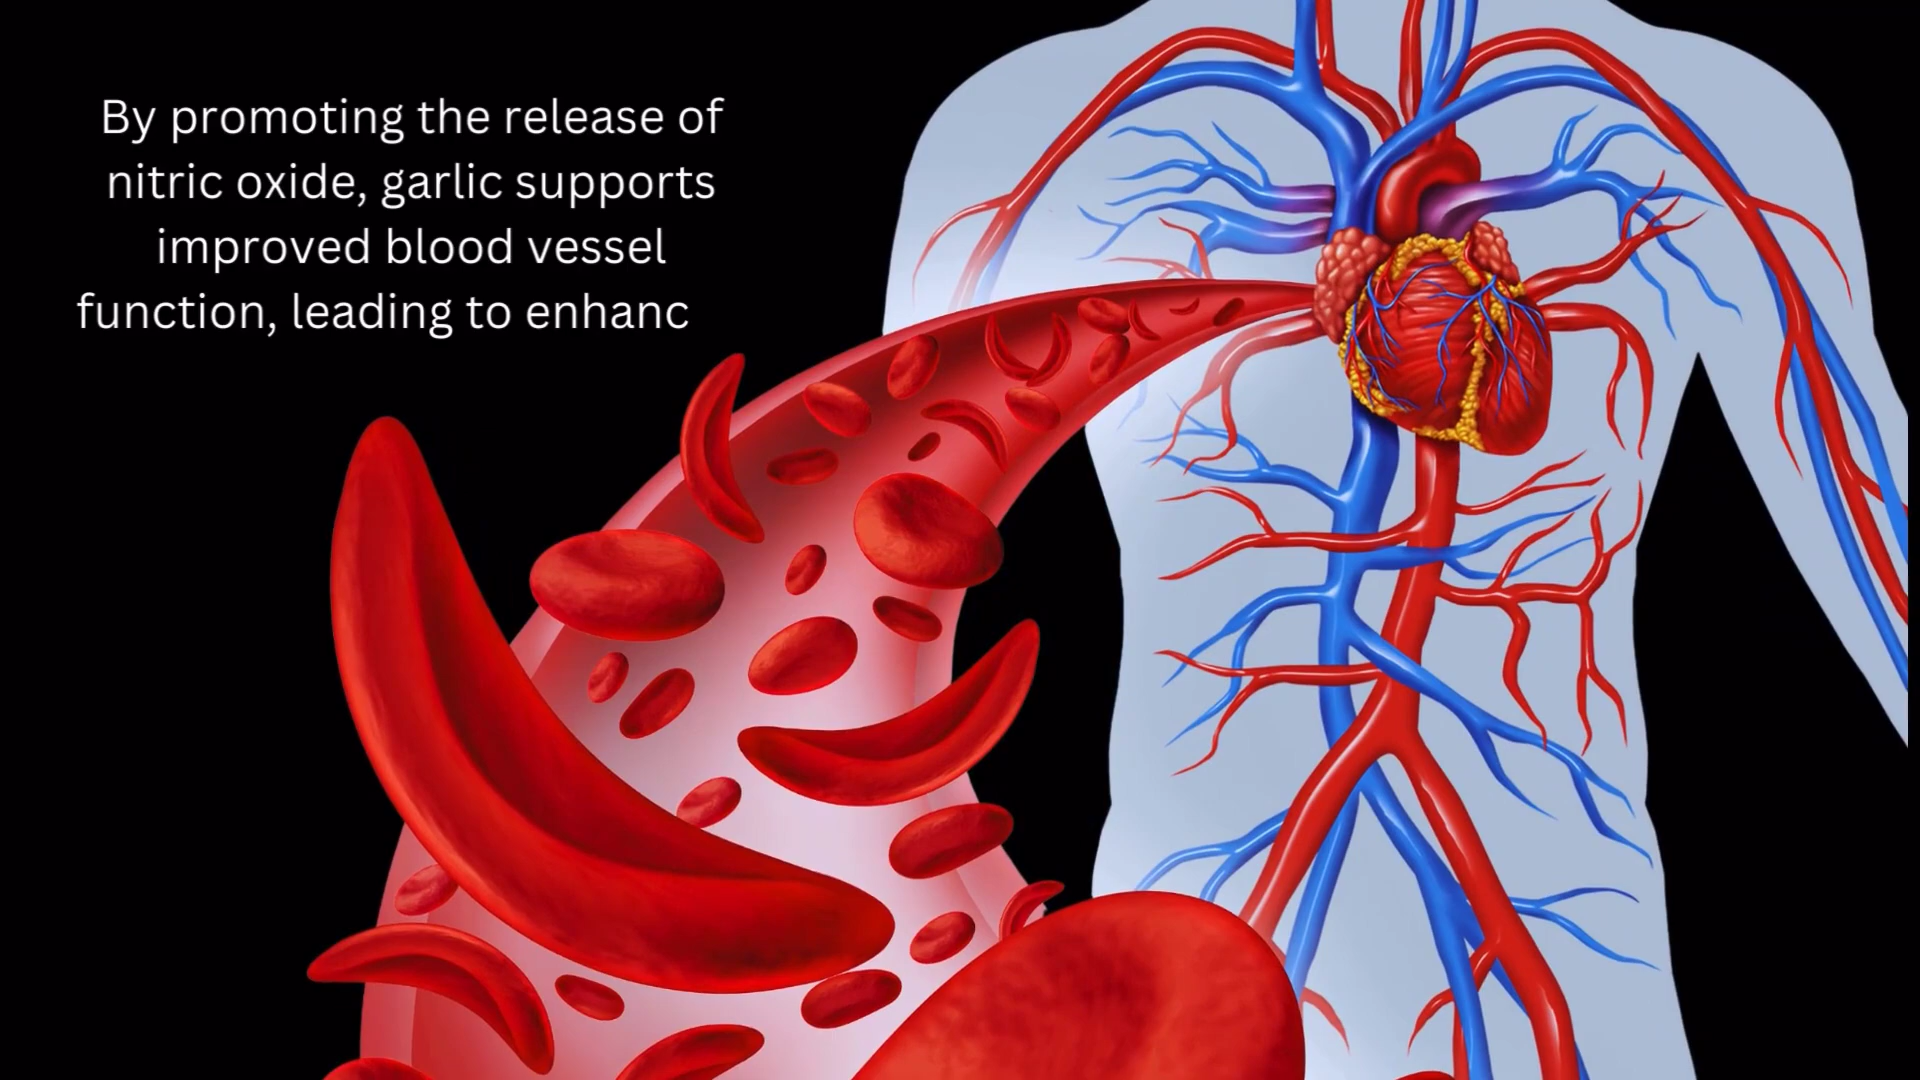 By promoting the release of
nitric oxide, garlic supports
improved blood vessel
function, leading to enhanc